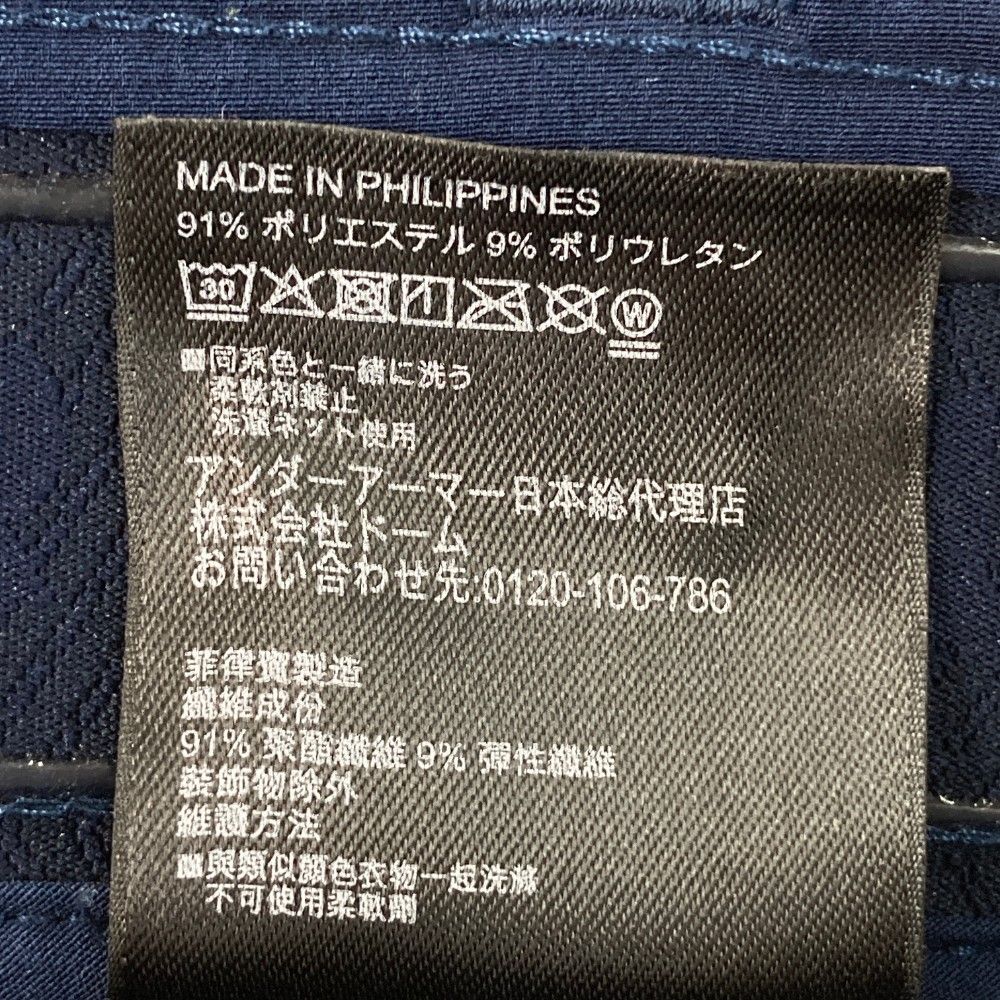 MADE IN PHILIPPINES
91% ポリエステル 9% ポリウレタン
30 W
■同系色と一緒に洗う
柔軟剤禁止
洗濯ネット使用
アンダーアーマー日本総代理店
株式会社ドーム
お問い合わせ先:0120-106-786
菲律賓製造
纖維成份
91% 聚酯纖維 9% 彈性纖維
裝飾物除外
維護方法
■與類似顏色衣物一起洗滌
不可使用柔軟劑